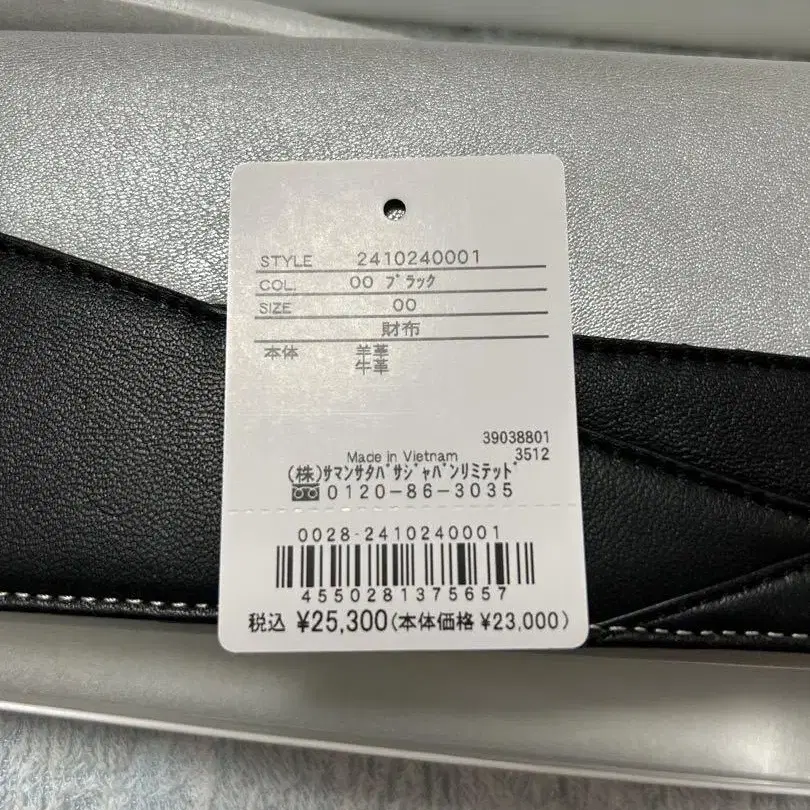 STYLE 2410240001
COL. 00 ﾌﾞﾗｯｸ
SIZE 00
財布
本体 羊革
牛革
39038801
Made in Vietnam 3512
(株)ｻﾏﾝｻﾀﾊﾞｻｼﾞｬﾊﾟﾝﾘﾐﾃｯﾄﾞ
0120-86-3035
0028-2410240001
4550281375657
税込 ¥25,300(本体価格 ¥23,000)